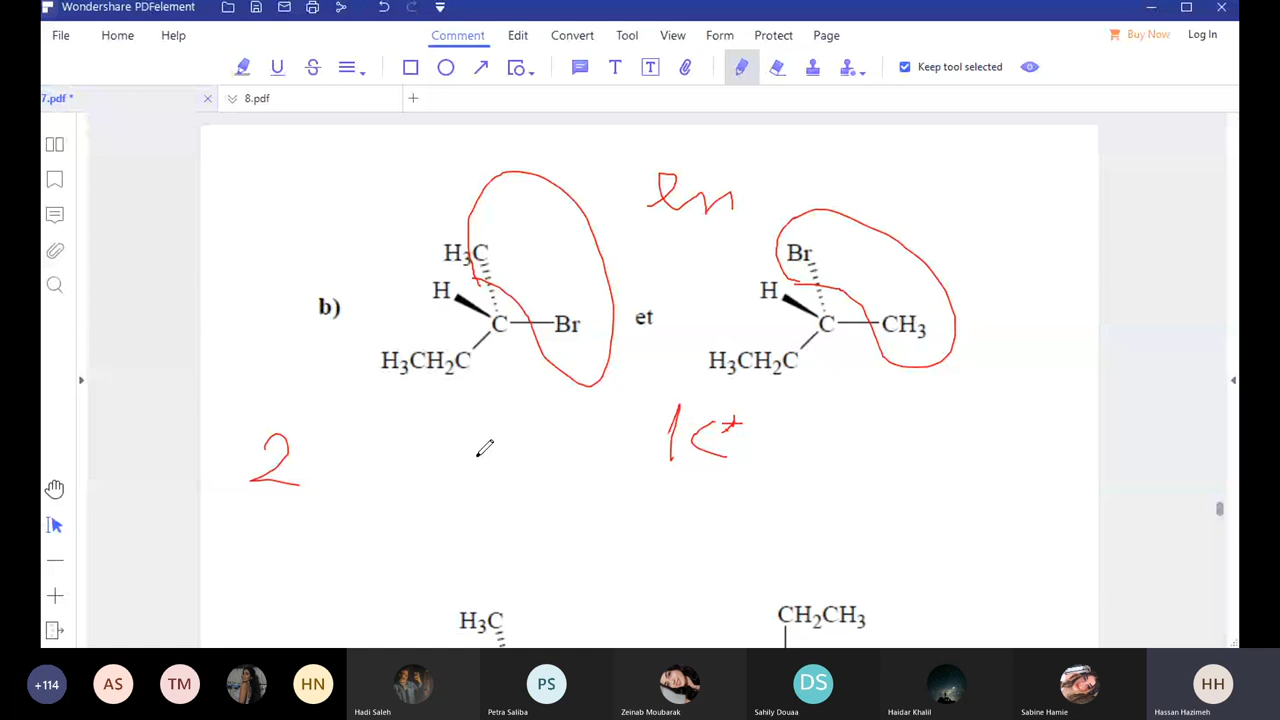 Wondershare PDFelement
File Home Help Comment Edit Convert Tool View Form Protect Page Buy Now Log In
Keep tool selected
7.pdf * 8.pdf
en
H₃C Br
H H
b) C Br et C CH₃
H₃CH₂C H₃CH₂C
1C*
2
H₃C CH₂CH₃
+114 AS TM HN PS DS HH
Hadi Saleh Petra Saliba Zeinab Moubarak Sahily Douaa Haidar Khalil Sabine Hamie Hassan Hazimeh